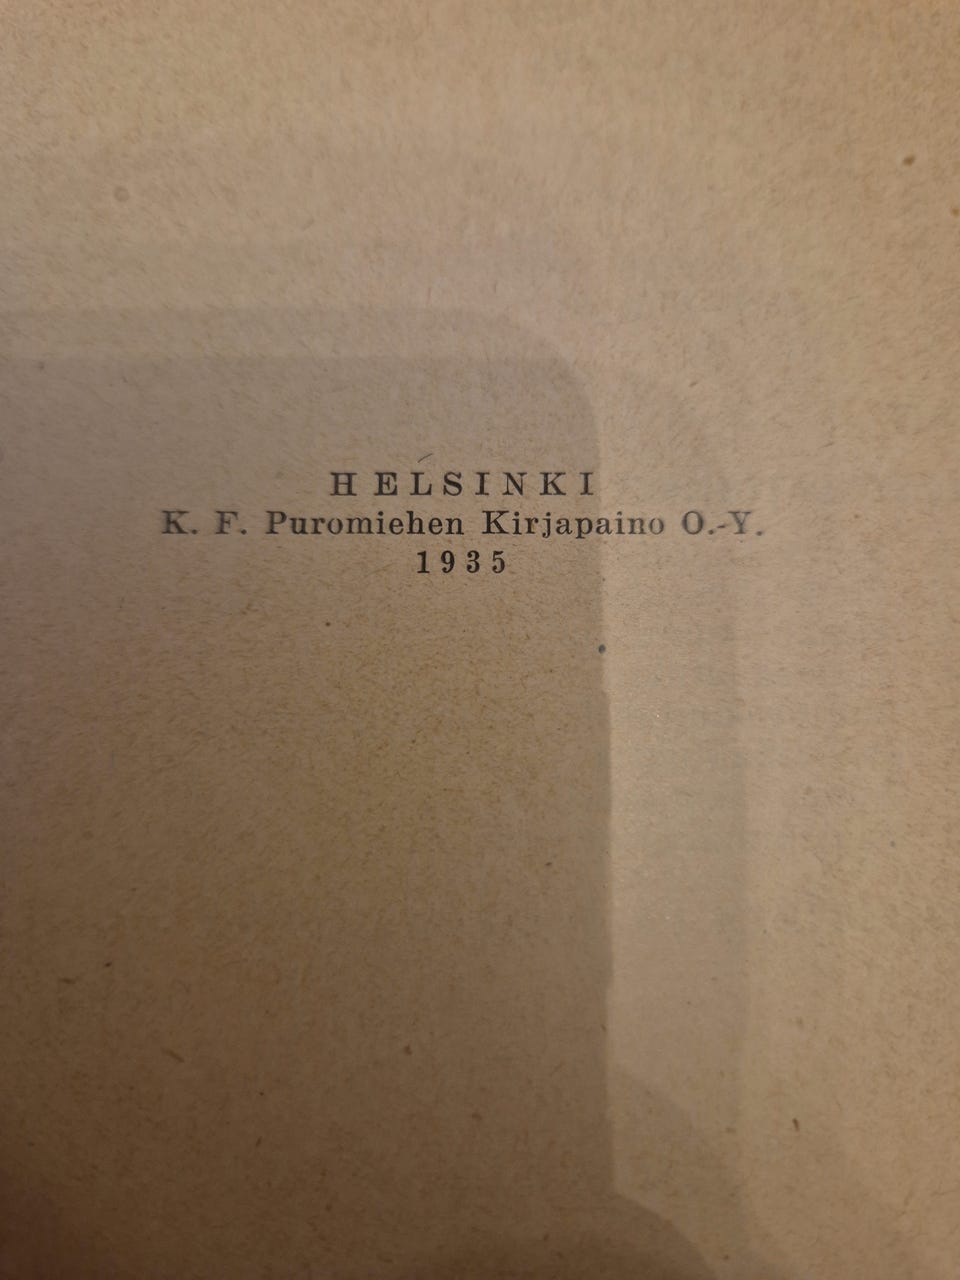 HELSINKI
K. F. Puromiehen Kirjapaino O.-Y.
1935